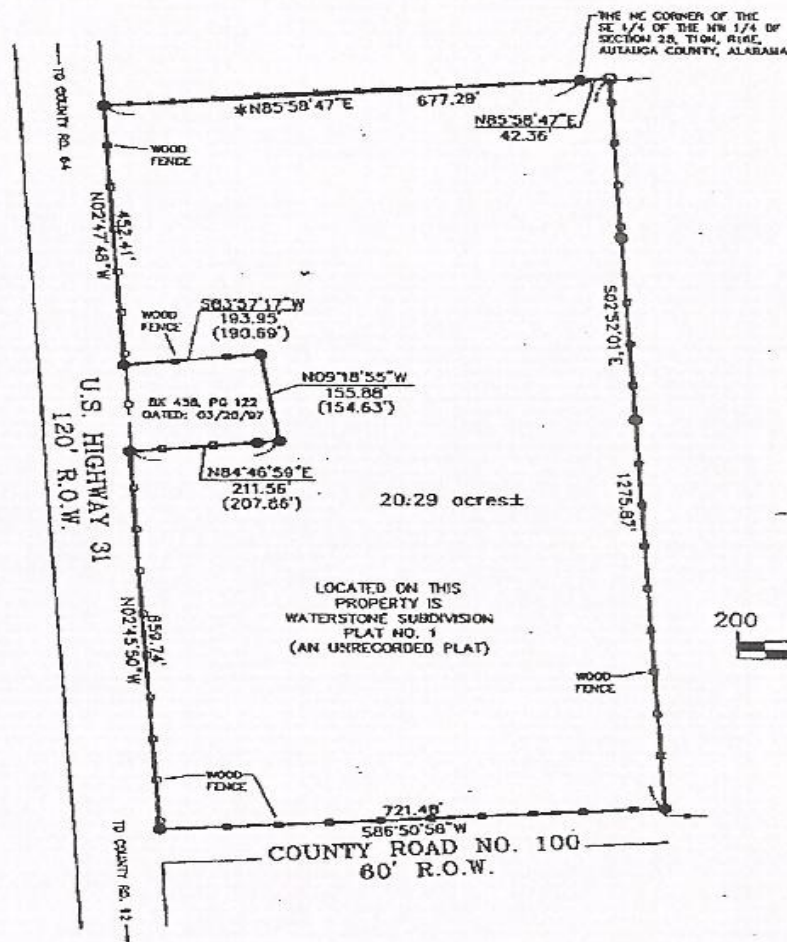 THE NE CORNER OF THE
SE 1/4 OF THE NW 1/4 OF
SECTION 28, T19N, R16E,
AUTAUGA COUNTY, ALABAMA
TO COUNTY RD. 64
*N85°58'47"E 677.29'
N85°58'47"E
42.36'
WOOD
FENCE
N02°47'48"W
452.41'
S02°52'01"E
1275.87'
WOOD
FENCE
S83°57'17"W
193.95'
(190.69')
N09°18'55"W
155.88'
(154.63')
BK 438, PG 122
DATED: 03/20/97
N84°46'59"E
211.56'
(207.86')
U.S. HIGHWAY 31
120' R.O.W.
20.29 acres±
LOCATED ON THIS
PROPERTY IS
WATERSTONE SUBDIVISION
PLAT NO. 1
(AN UNRECORDED PLAT)
200
N02°45'50"W
859.74'
WOOD
FENCE
WOOD
FENCE
721.48'
S86°50'58"W
COUNTY ROAD NO. 100
60' R.O.W.
TO COUNTY RD.